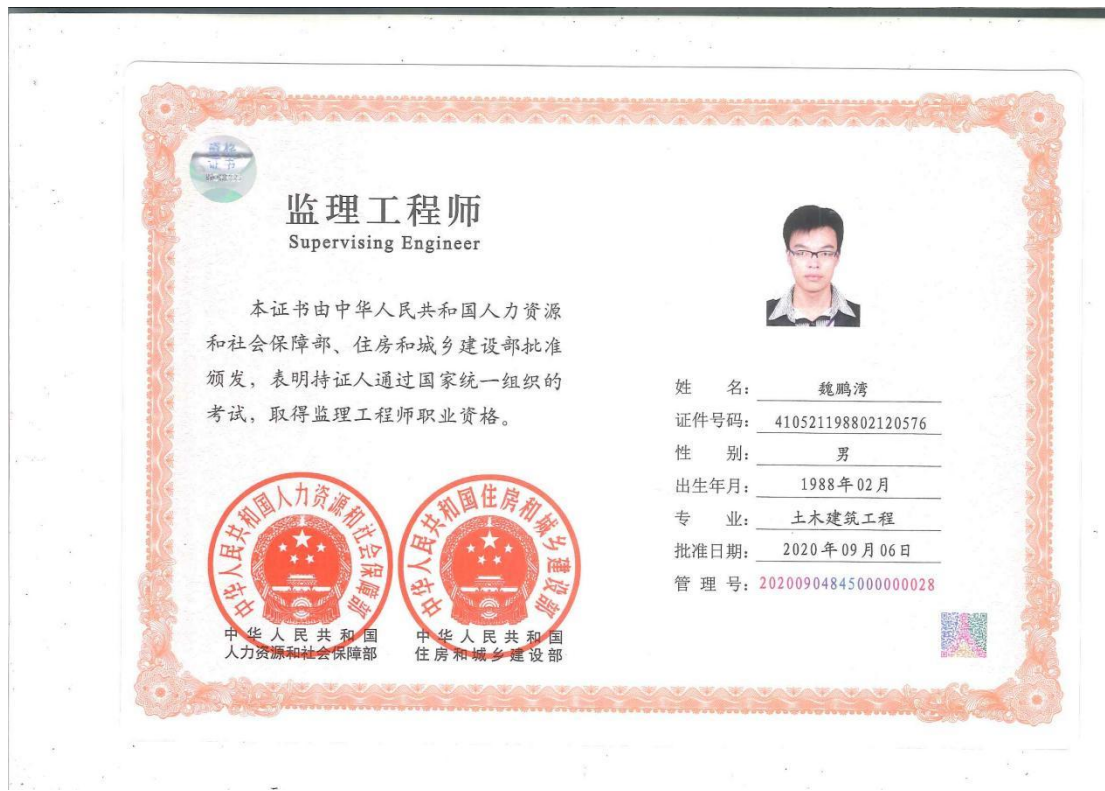 资格
证书
监理工程师
Supervising Engineer
本证书由中华人民共和国人力资源
和社会保障部、住房和城乡建设部批准
颁发，表明持证人通过国家统一组织的
考试，取得监理工程师职业资格。
中华人民共和国人力资源和社会保障部
中华人民共和国
人力资源和社会保障部
中华人民共和国住房和城乡建设部
中华人民共和国
住房和城乡建设部
姓 名： 魏鹏湾
证件号码： 410521198802120576
性 别： 男
出生年月： 1988年02月
专 业： 土木建筑工程
批准日期： 2020年09月06日
管 理 号： 20200904845000000028